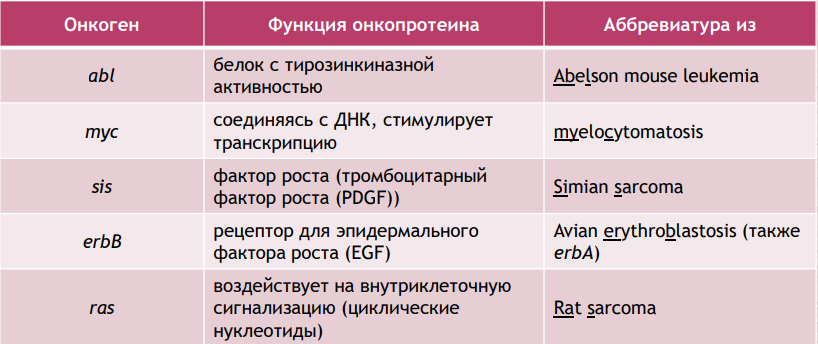 Онкоген Функция онкопротеина Аббревиатура из
abl
белок с тирозинкиназной
активностью
Abelson mouse leukemia
myc
соединяясь с ДНК, стимулирует
транскрипцию
myelocytomatosis
sis
фактор роста (тромбоцитарный
фактор роста (PDGF))
Simian sarcoma
erbB
рецептор для эпидермального
фактора роста (EGF)
Avian erythroblastosis (также
erbA)
ras
воздействует на внутриклеточную
сигнализацию (циклические
нуклеотиды)
Rat sarcoma